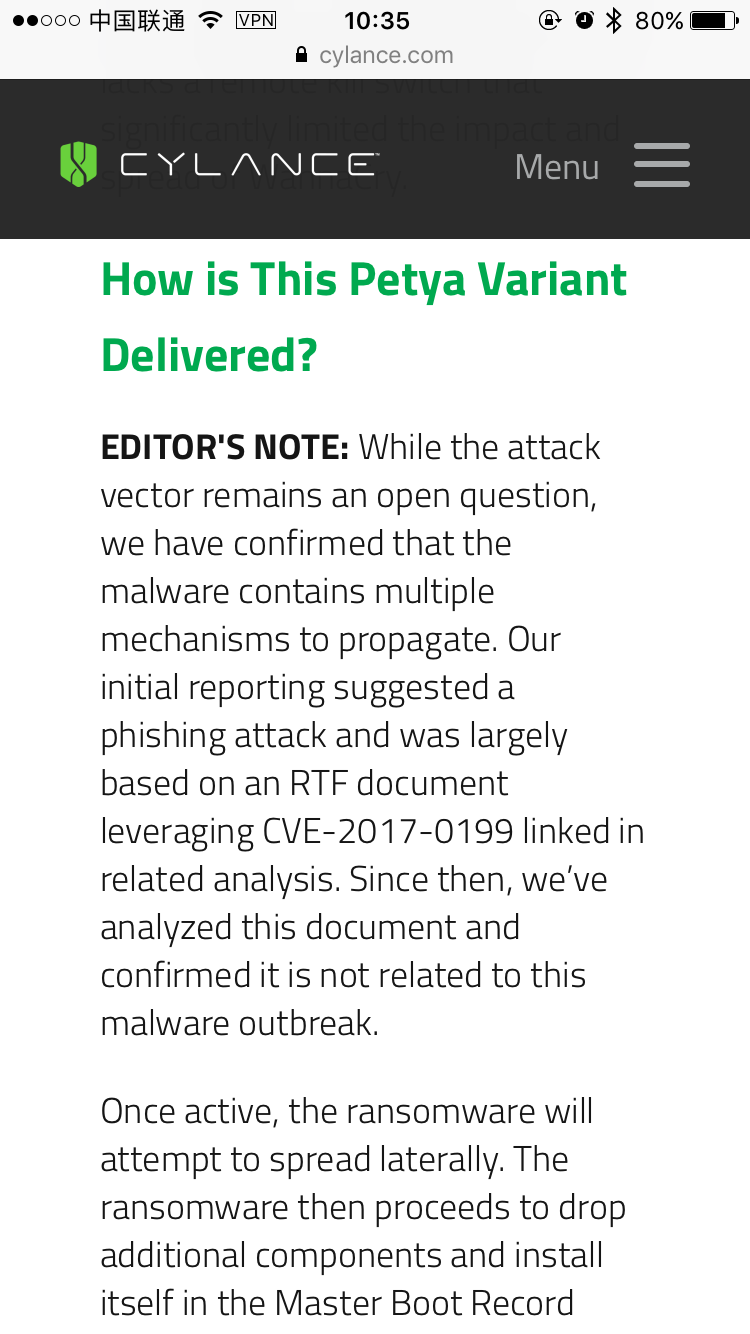 中国联通 VPN 10:35 80%
cylance.com
lacks a remote kill switch that
significantly limited the impact and
spread of WannaCry.
CYLANCE Menu
How is This Petya Variant
Delivered?
EDITOR'S NOTE: While the attack
vector remains an open question,
we have confirmed that the
malware contains multiple
mechanisms to propagate. Our
initial reporting suggested a
phishing attack and was largely
based on an RTF document
leveraging CVE-2017-0199 linked in
related analysis. Since then, we’ve
analyzed this document and
confirmed it is not related to this
malware outbreak.
Once active, the ransomware will
attempt to spread laterally. The
ransomware then proceeds to drop
additional components and install
itself in the Master Boot Record